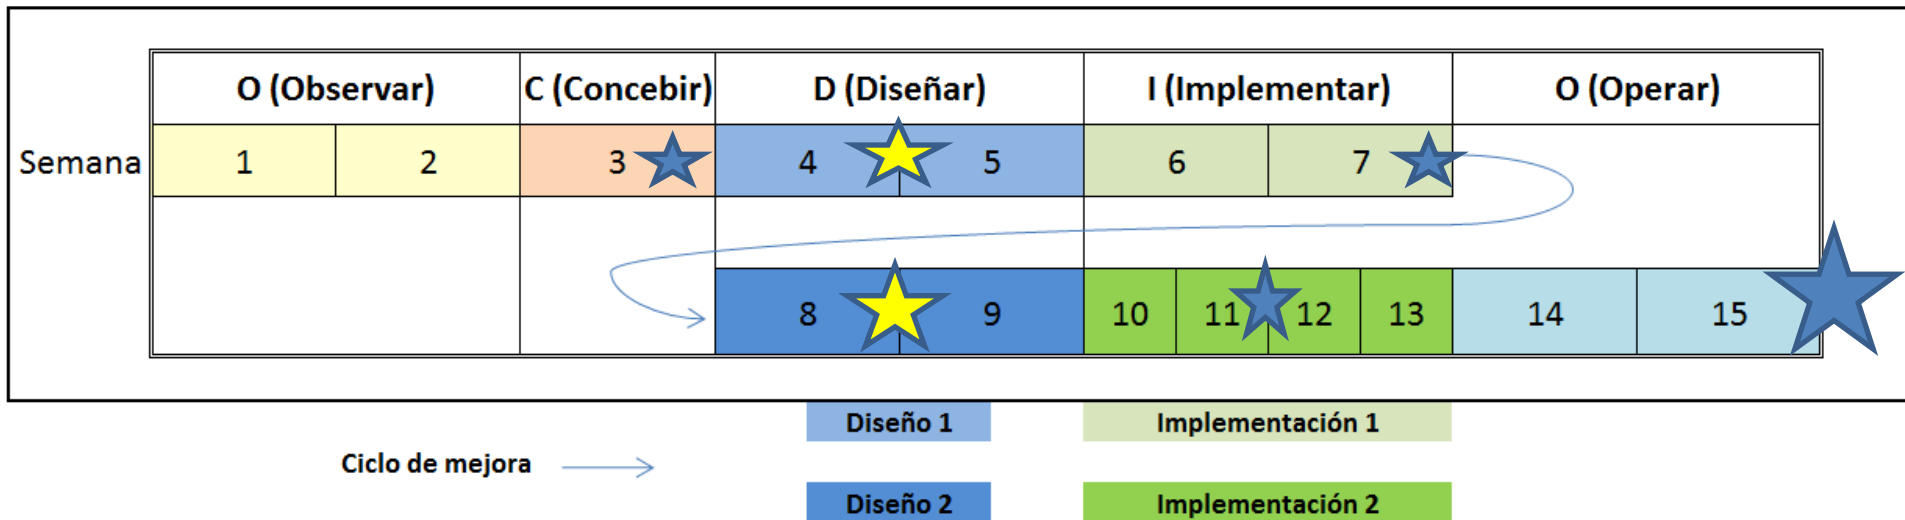 O (Observar) C (Concebir) D (Diseñar) I (Implementar) O (Operar)
Semana 1 2 3 4 5 6 7
8 9 10 11 12 13 14 15
Diseño 1 Implementación 1
Ciclo de mejora
Diseño 2 Implementación 2